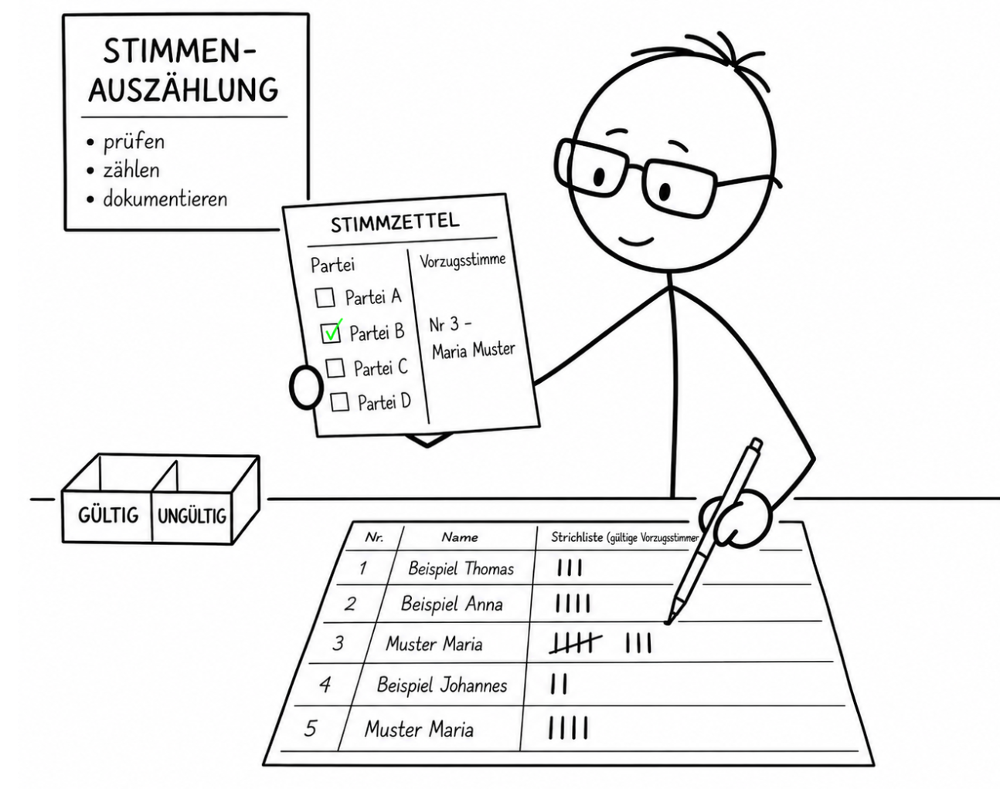 STIMMEN-
AUSZÄHLUNG
• prüfen
• zählen
• dokumentieren
STIMMZETTEL
Partei Vorzugsstimme
Partei A
Partei B
Partei C
Partei D
Nr 3 -
Maria Muster
GÜLTIG UNGÜLTIG
Nr. Name Strichliste (gültige Vorzugsstimmen
1 Beispiel Thomas
2 Beispiel Anna
3 Muster Maria
4 Beispiel Johannes
5 Muster Maria